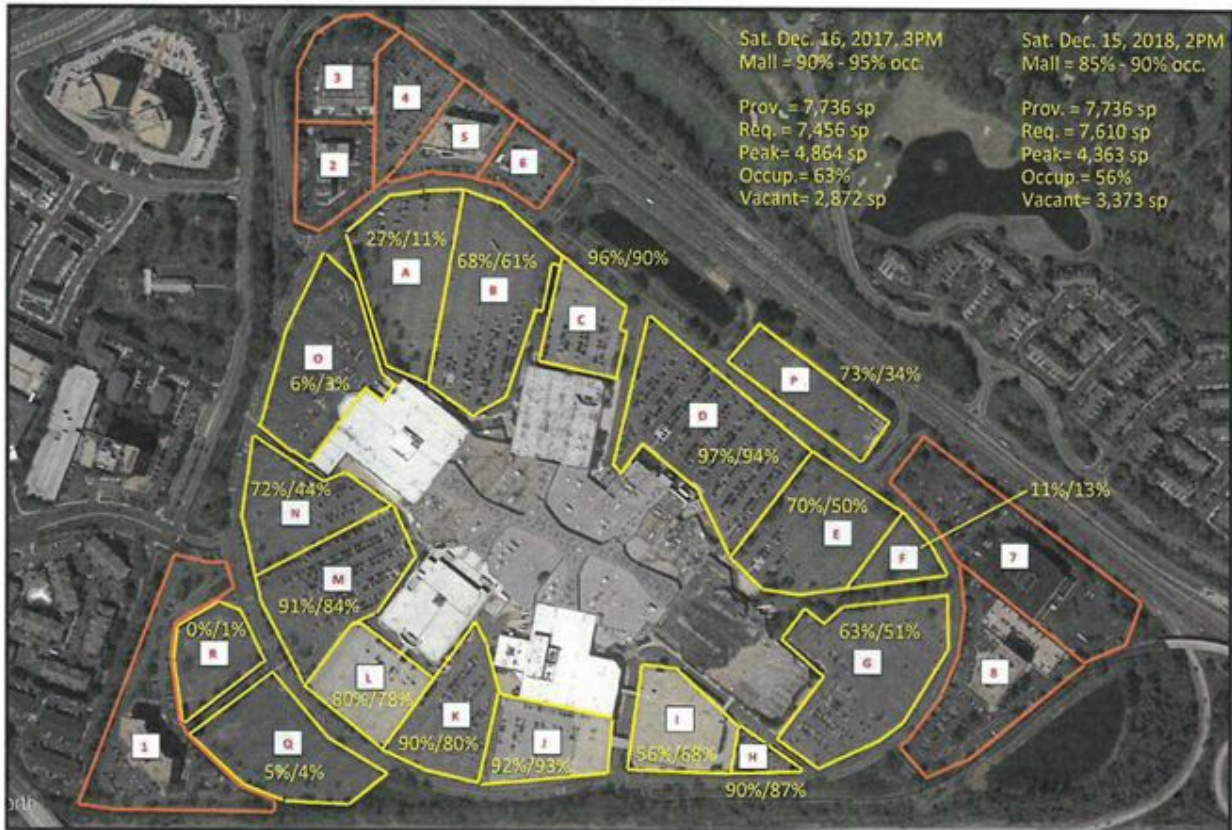 Sat. Dec. 16, 2017, 3PM
Mall = 90% - 95% occ.
Prov. = 7,736 sp
Req. = 7,456 sp
Peak= 4,864 sp
Occup.= 63%
Vacant= 2,872 sp
Sat. Dec. 15, 2018, 2PM
Mall = 85% - 90% occ.
Prov. = 7,736 sp
Req. = 7,610 sp
Peak= 4,363 sp
Occup.= 56%
Vacant= 3,373 sp
3
4
5
6
2
27%/11%
A
68%/61%
B
96%/90%
C
O
6%/3%
P
73%/34%
D
97%/94%
72%/44%
N
70%/50%
E
11%/13%
F
7
M
91%/84%
0%/1%
R
63%/51%
G
8
L
80%/78%
K
90%/80%
J
92%/93%
I
56%/68%
H
90%/87%
1
Q
5%/4%